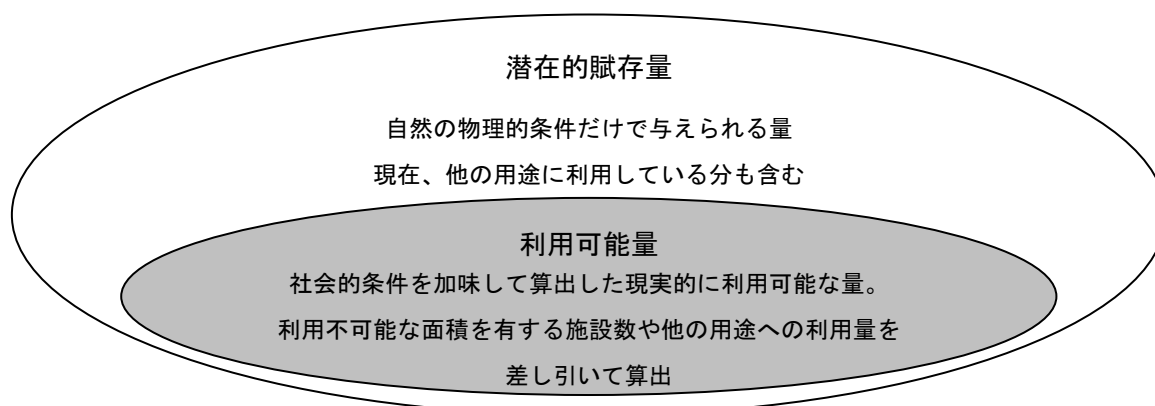 潜在的賦存量
自然の物理的条件だけで与えられる量
現在、他の用途に利用している分も含む
利用可能量
社会的条件を加味して算出した現実的に利用可能な量。
利用不可能な面積を有する施設数や他の用途への利用量を
差し引いて算出